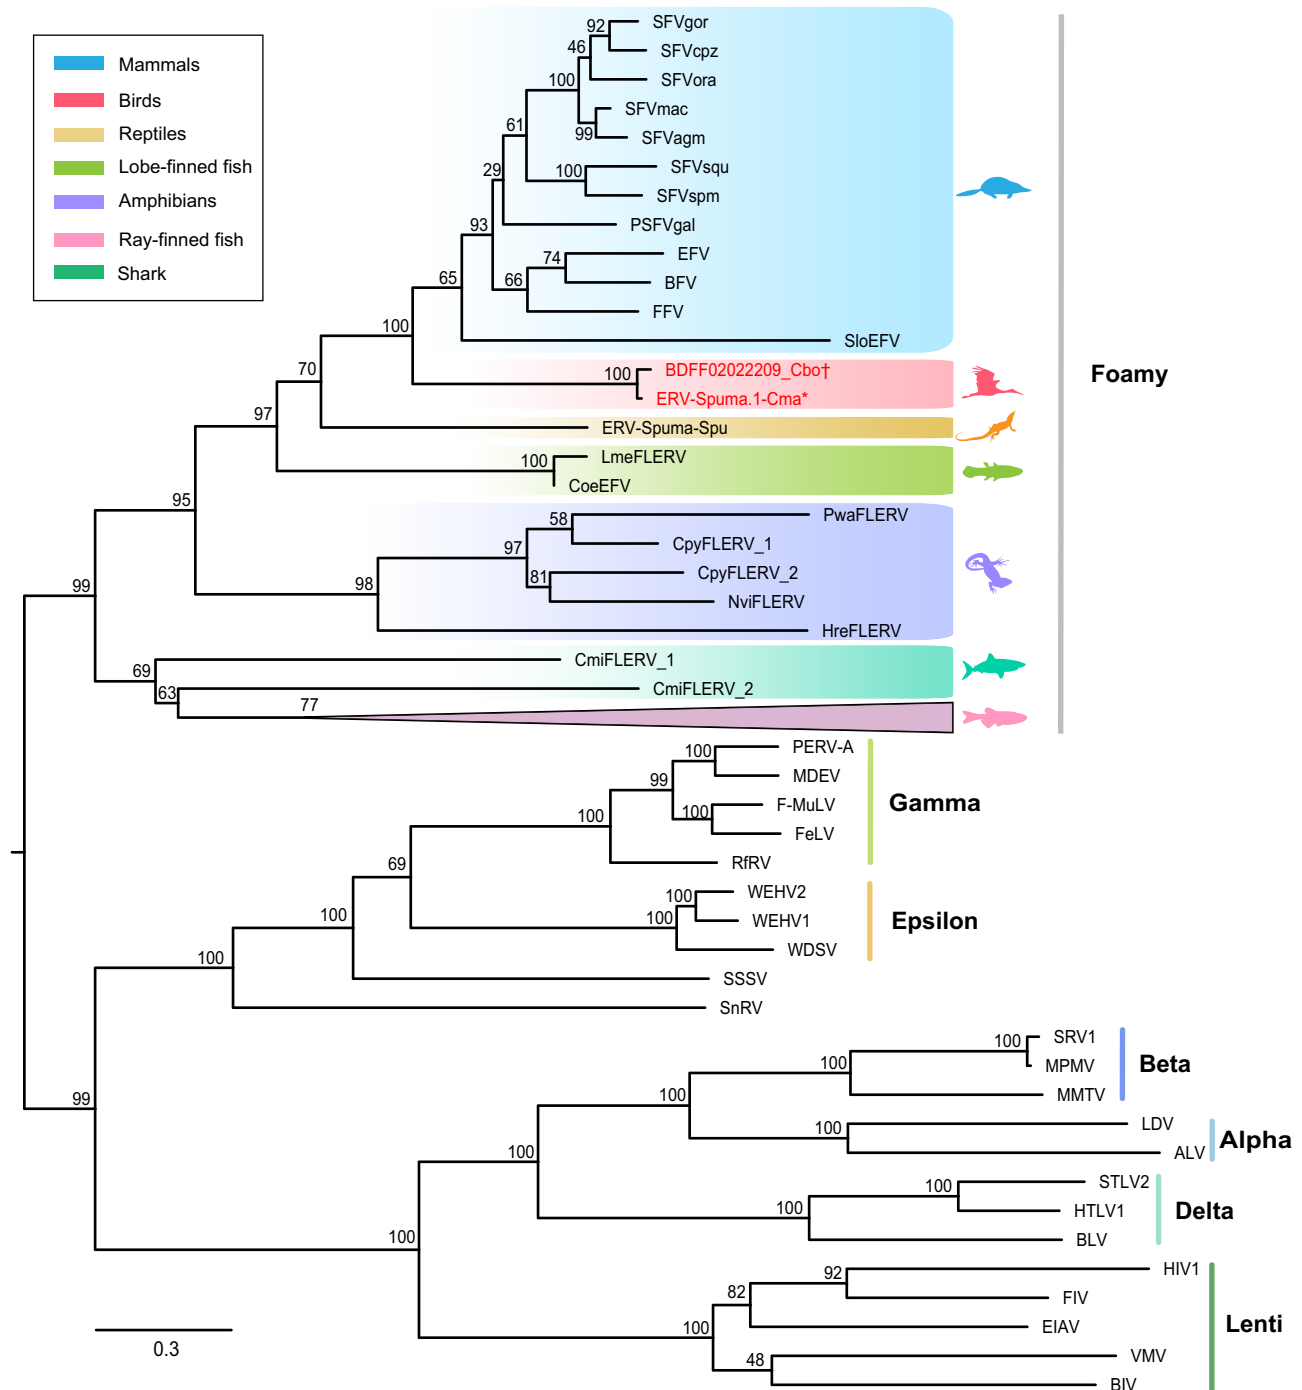 Mammals
Birds
Reptiles
Lobe-finned fish
Amphibians
Ray-finned fish
Shark
92
SFVgor
46
SFVcpz
100
SFVora
SFVmac
99
SFVagm
61
100
SFVsqu
SFVspm
29
PSFVgal
93
74
EFV
66
BFV
FFV
65
SloEFV
100
100
BDFF02022209_Cbo†
ERV-Spuma.1-Cma*
70
ERV-Spuma-Spu
97
100
LmeFLERV
CoeEFV
95
58
PwaFLERV
97
CpyFLERV_1
81
CpyFLERV_2
NviFLERV
98
HreFLERV
99
69
CmiFLERV_1
63
CmiFLERV_2
77
Foamy
100
PERV-A
99
MDEV
100
F-MuLV
FeLV
100
RfRV
Gamma
69
100
WEHV2
100
WEHV1
WDSV
Epsilon
100
SSSV
100
SnRV
99
100
SRV1
100
MPMV
MMTV
Beta
100
100
LDV
ALV
Alpha
100
100
STLV2
100
HTLV1
BLV
Delta
100
92
HIV1
82
FIV
100
EIAV
48
VMV
BIV
Lenti
0.3